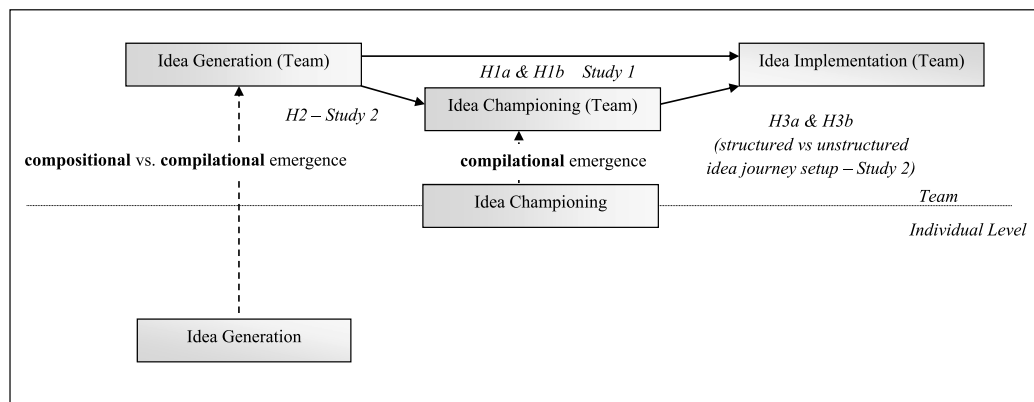 Idea Generation (Team)
Idea Implementation (Team)
H1a & H1b Study 1
Idea Championing (Team)
H2 – Study 2
H3a & H3b
(structured vs unstructured
idea journey setup – Study 2)
compositional vs. compilational emergence
compilational emergence
Idea Championing
Team
Individual Level
Idea Generation